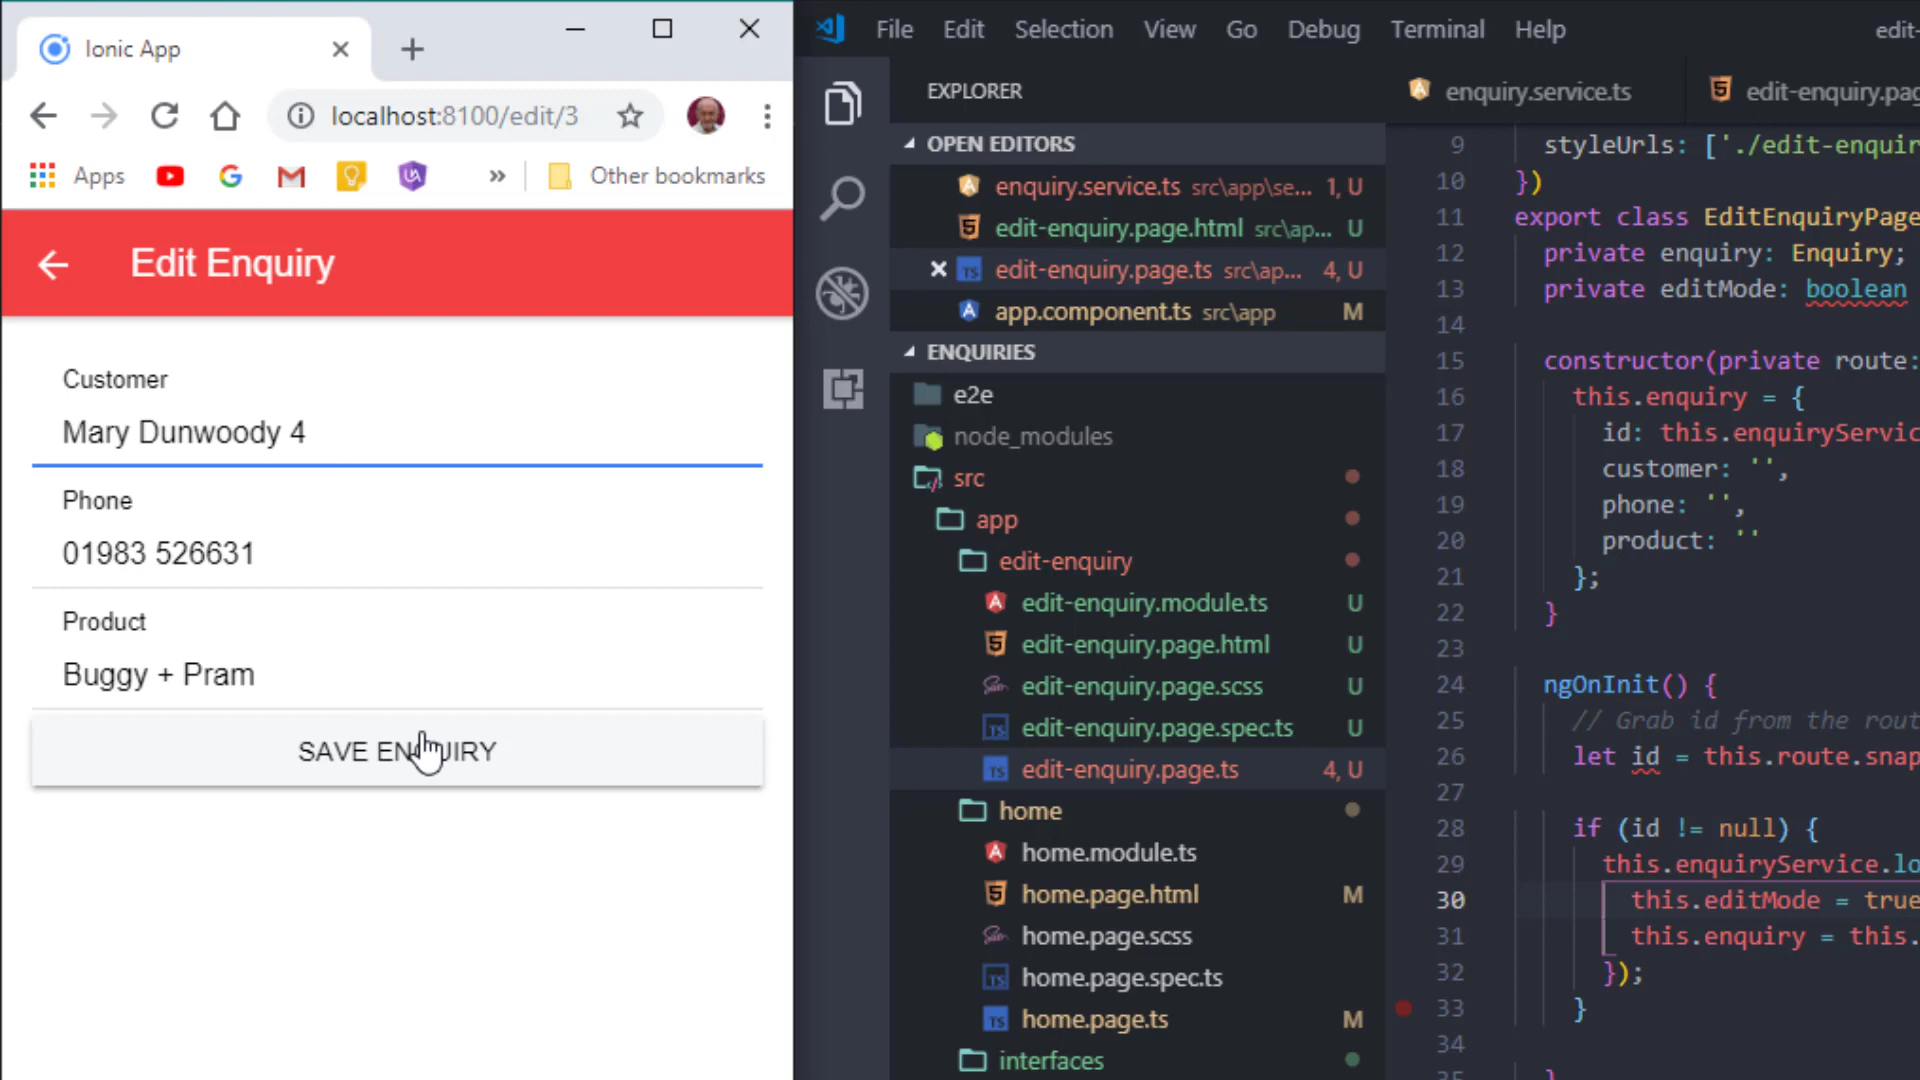 Ionic App
localhost:8100/edit/3
Apps
Other bookmarks
Edit Enquiry
Customer
Mary Dunwoody 4
Phone
01983 526631
Product
Buggy + Pram
SAVE ENQUIRY
File Edit Selection View Go Debug Terminal Help
edit-
EXPLORER
OPEN EDITORS
enquiry.service.ts src\app\se... 1, U
edit-enquiry.page.html src\ap... U
edit-enquiry.page.ts src\ap... 4, U
app.component.ts src\app M
ENQUIRIES
e2e
node_modules
src
app
edit-enquiry
edit-enquiry.module.ts U
edit-enquiry.page.html U
edit-enquiry.page.scss U
edit-enquiry.page.spec.ts U
edit-enquiry.page.ts 4, U
home
home.module.ts
home.page.html M
home.page.scss
home.page.spec.ts
home.page.ts M
interfaces
enquiry.service.ts edit-enquiry.pag
9 styleUrls: ['./edit-enquir
10 })
11 export class EditEnquiryPage
12 private enquiry: Enquiry;
13 private editMode: boolean
14
15 constructor(private route:
16 this.enquiry = {
17 id: this.enquiryServic
18 customer: '',
19 phone: '',
20 product: ''
21 };
22 }
23
24 ngOnInit() {
25 // Grab id from the rout
26 let id = this.route.snap
27
28 if (id != null) {
29 this.enquiryService.lo
30 this.editMode = true
31 this.enquiry = this.
32 });
33 }
34
35 }